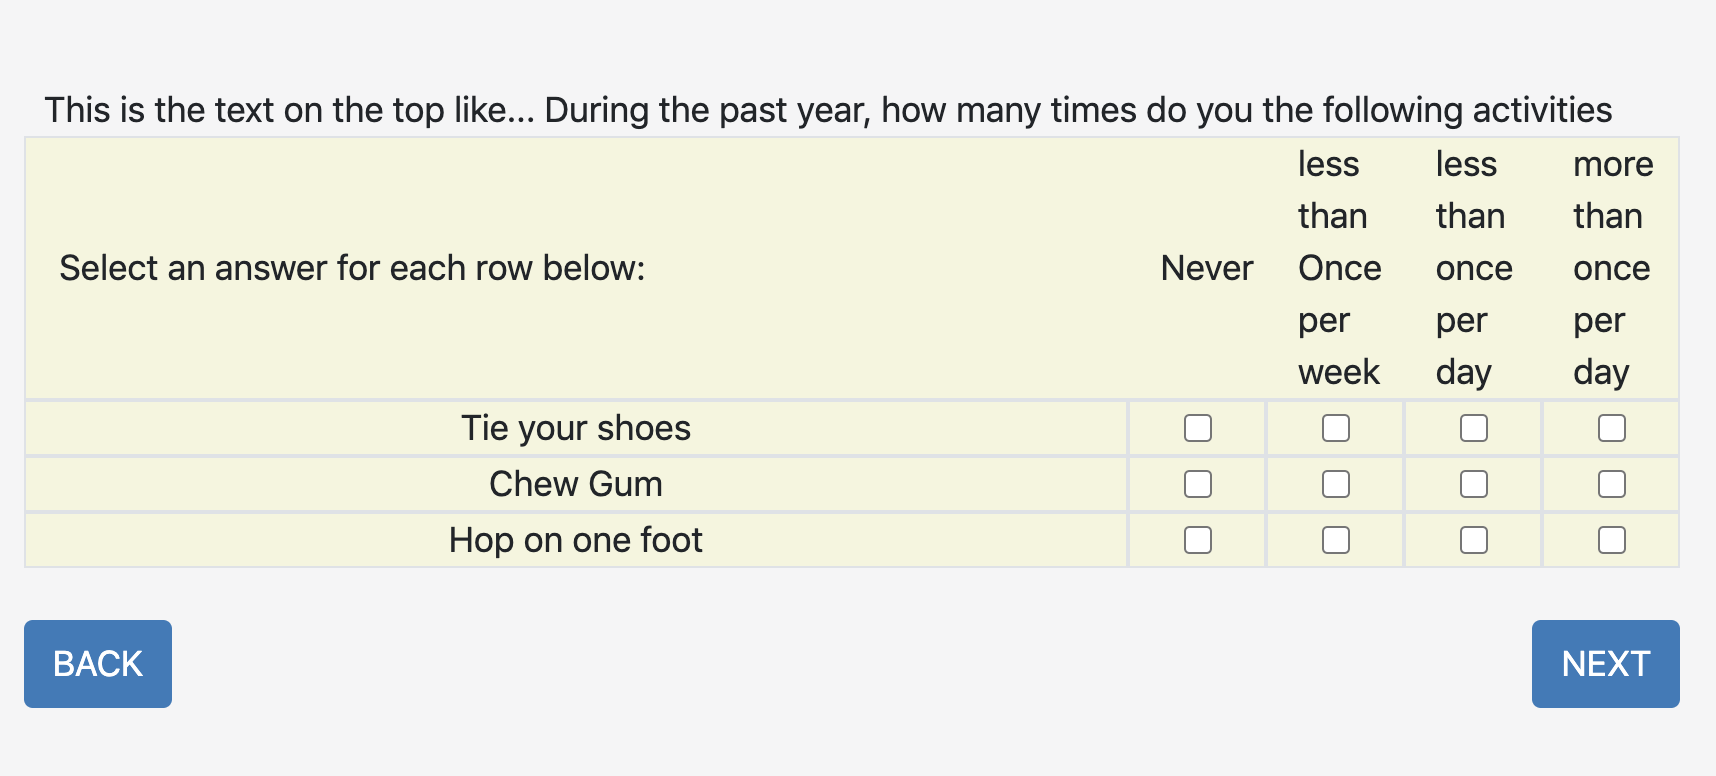 This is the text on the top like... During the past year, how many times do you the following activities
Select an answer for each row below:
Never
less
than
Once
per
week
less
than
once
per
day
more
than
once
per
day
Tie your shoes
Chew Gum
Hop on one foot
BACK
NEXT